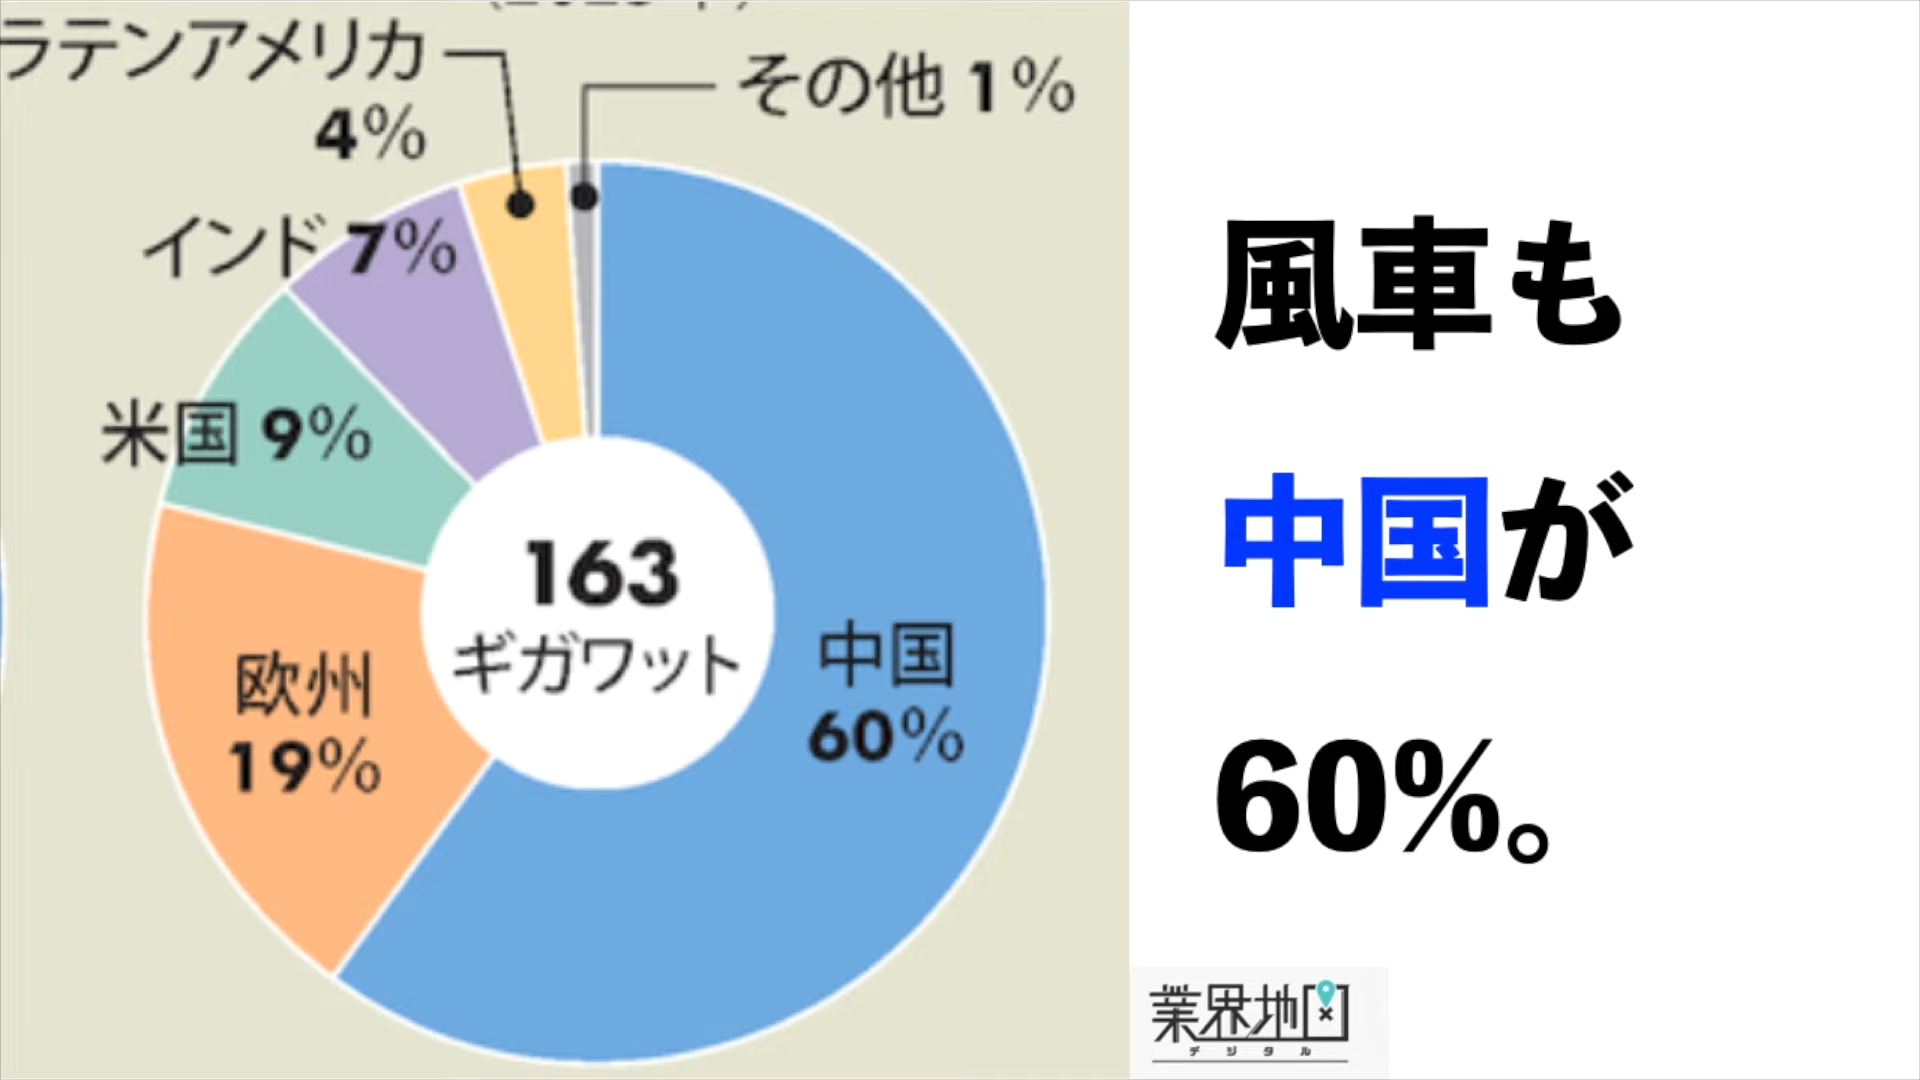 ラテンアメリカ
4%
その他 1%
インド 7%
米国 9%
欧州
19%
163
ギガワット
中国
60%
風車も
中国が
60%。
業界地図
デジタル